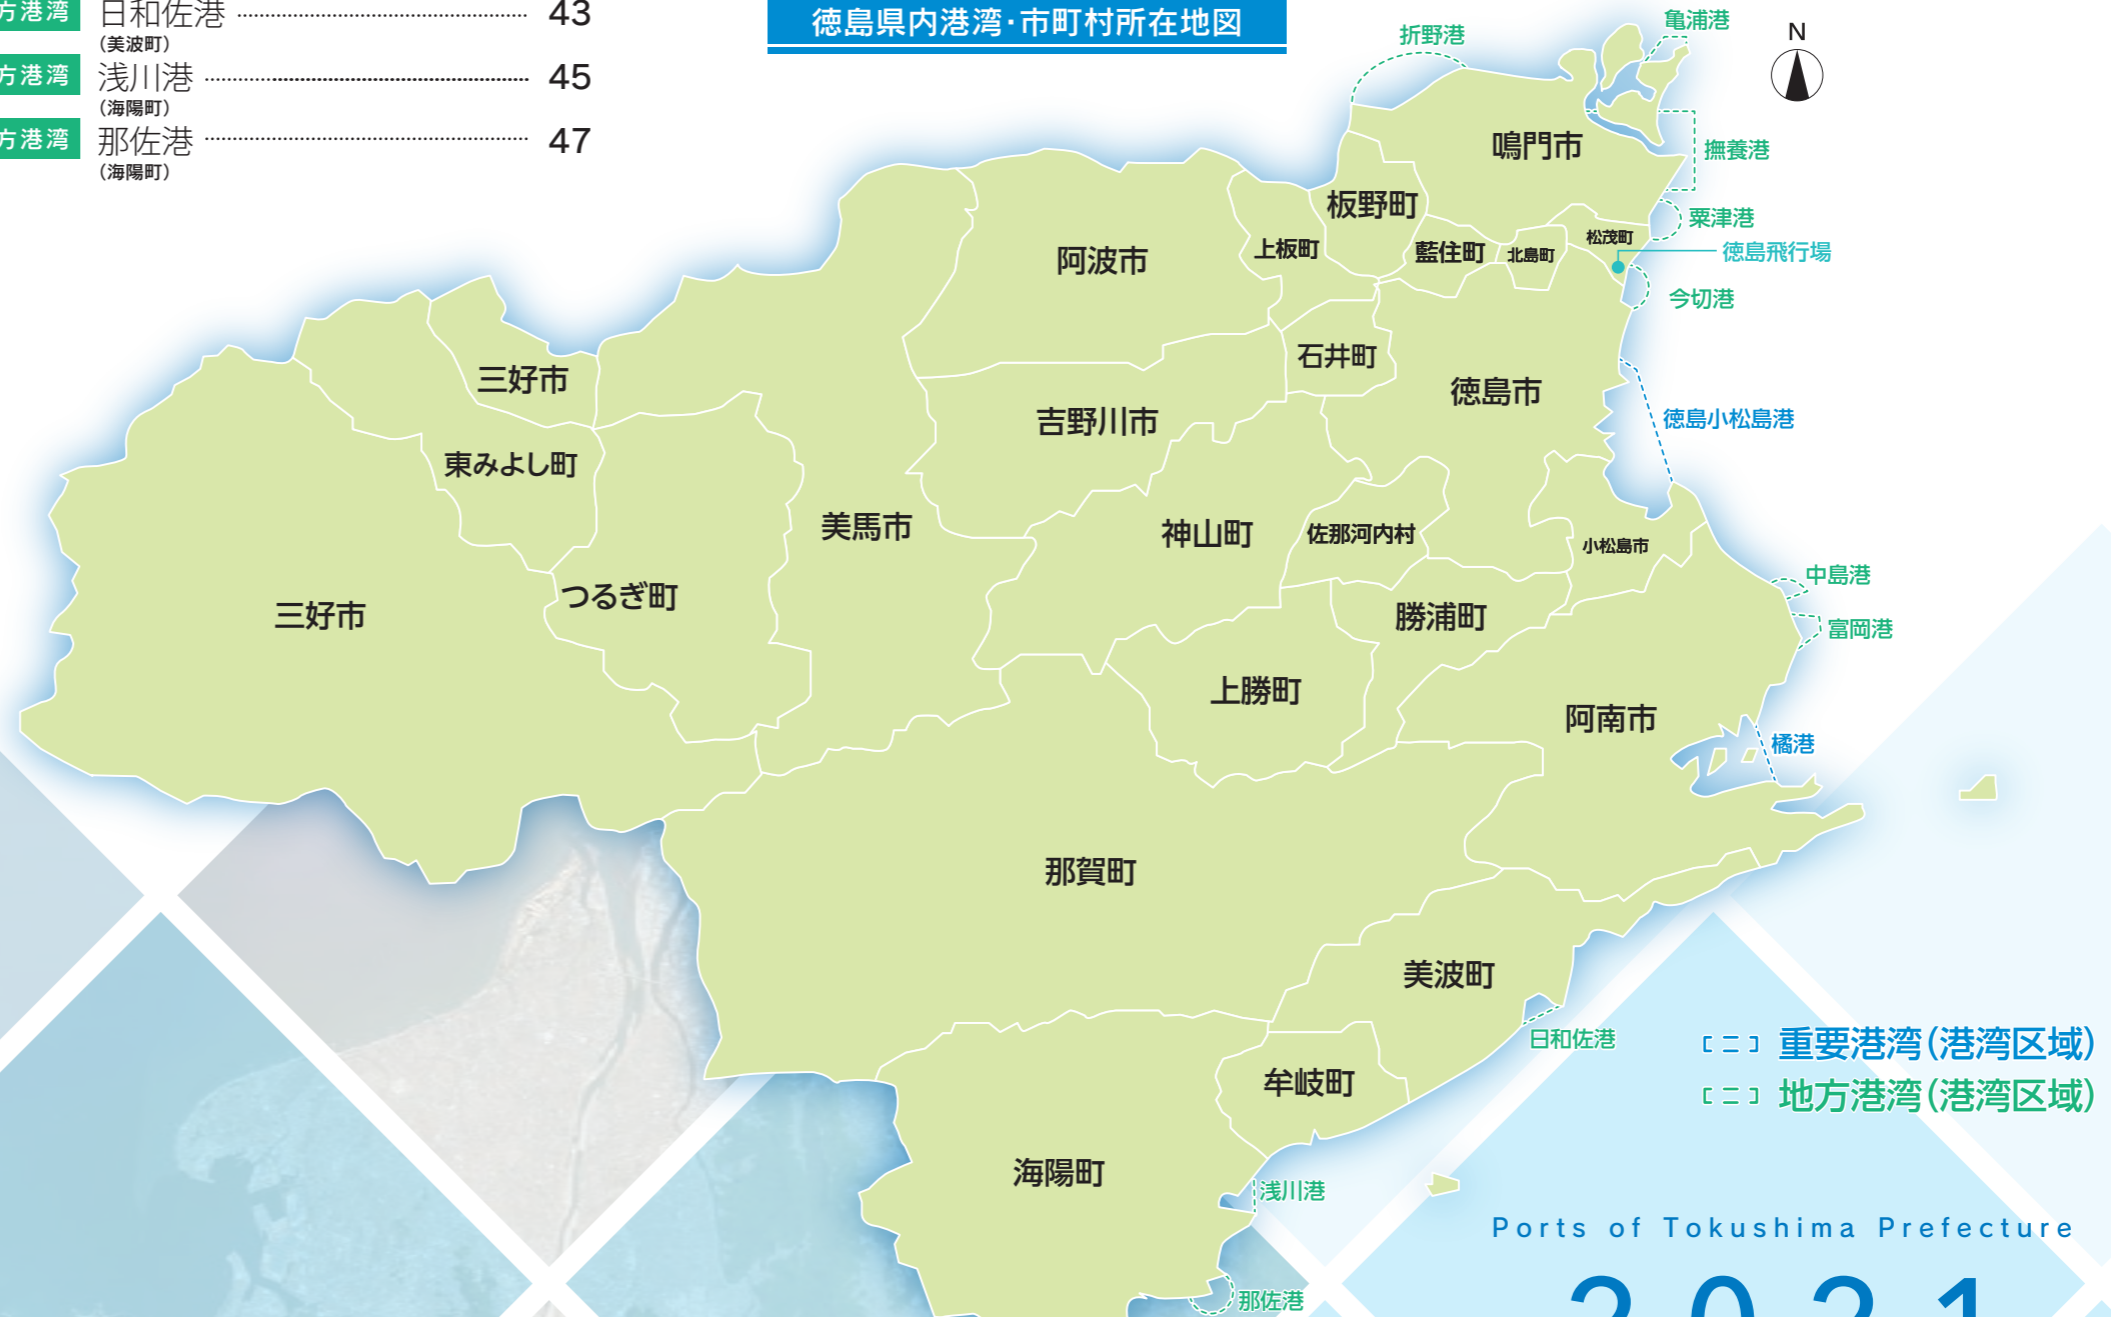 方港湾 日和佐港 43
(美波町)
方港湾 浅川港 45
(海陽町)
方港湾 那佐港 47
(海陽町)
徳島県内港湾・市町村所在地図
N
折野港
亀浦港
撫養港
粟津港
徳島飛行場
今切港
徳島小松島港
中島港
富岡港
橘港
日和佐港
浅川港
那佐港
鳴門市
板野町
上板町
藍住町
北島町
松茂町
阿波市
石井町
徳島市
吉野川市
三好市
東みよし町
美馬市
神山町
佐那河内村
小松島市
つるぎ町
三好市
勝浦町
上勝町
阿南市
那賀町
美波町
牟岐町
海陽町
重要港湾(港湾区域)
地方港湾(港湾区域)
Ports of Tokushima Prefecture
2021